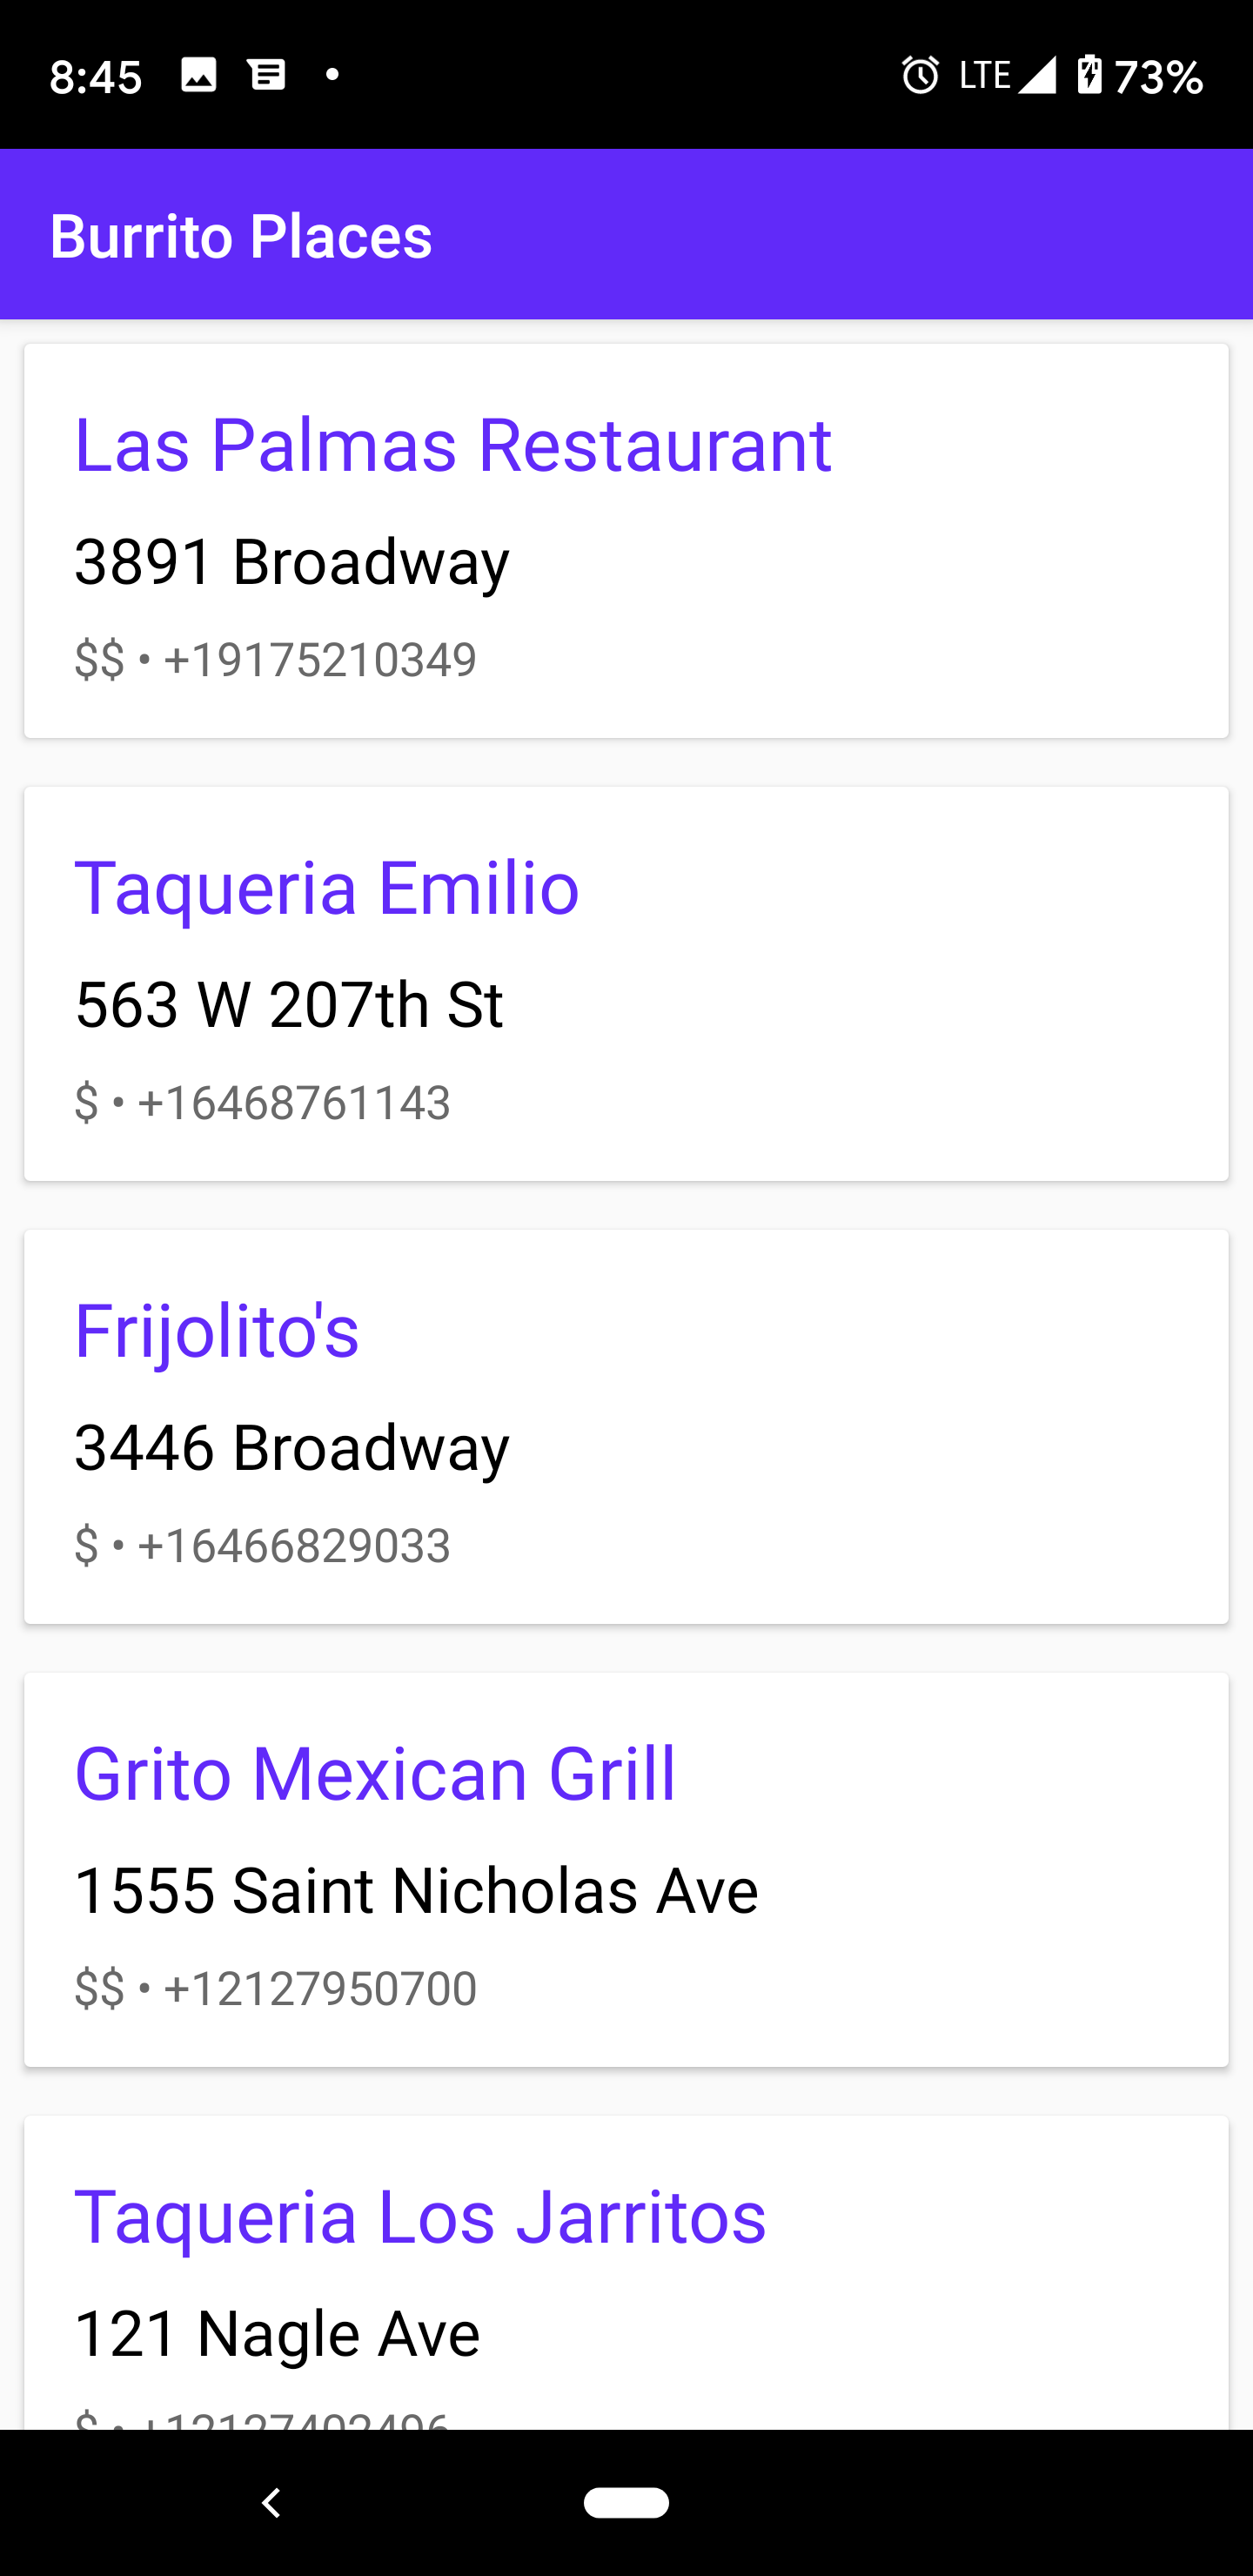 8:45 LTE 73%
Burrito Places
Las Palmas Restaurant
3891 Broadway
$$ • +19175210349
Taqueria Emilio
563 W 207th St
$ • +16468761143
Frijolito's
3446 Broadway
$ • +16466829033
Grito Mexican Grill
1555 Saint Nicholas Ave
$$ • +12127950700
Taqueria Los Jarritos
121 Nagle Ave